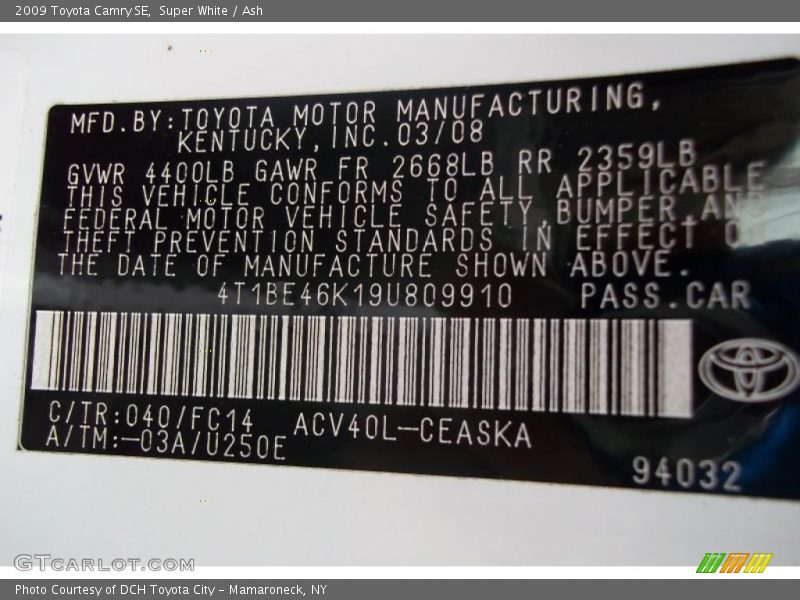 2009 Toyota Camry SE, Super White / Ash
MFD.BY:TOYOTA MOTOR MANUFACTURING,
KENTUCKY,INC.03/08
GVWR 4400LB GAWR FR 2668LB RR 2359LB
THIS VEHICLE CONFORMS TO ALL APPLICABLE
FEDERAL MOTOR VEHICLE SAFETY,BUMPER,AND
THEFT PREVENTION STANDARDS IN EFFECT ON
THE DATE OF MANUFACTURE SHOWN ABOVE.
4T1BE46K19U809910 PASS.CAR
C/TR:040/FC14 ACV40L-CEASKA
A/TM:-03A/U250E
94032
GTCARLOT.COM
Photo Courtesy of DCH Toyota City - Mamaroneck, NY